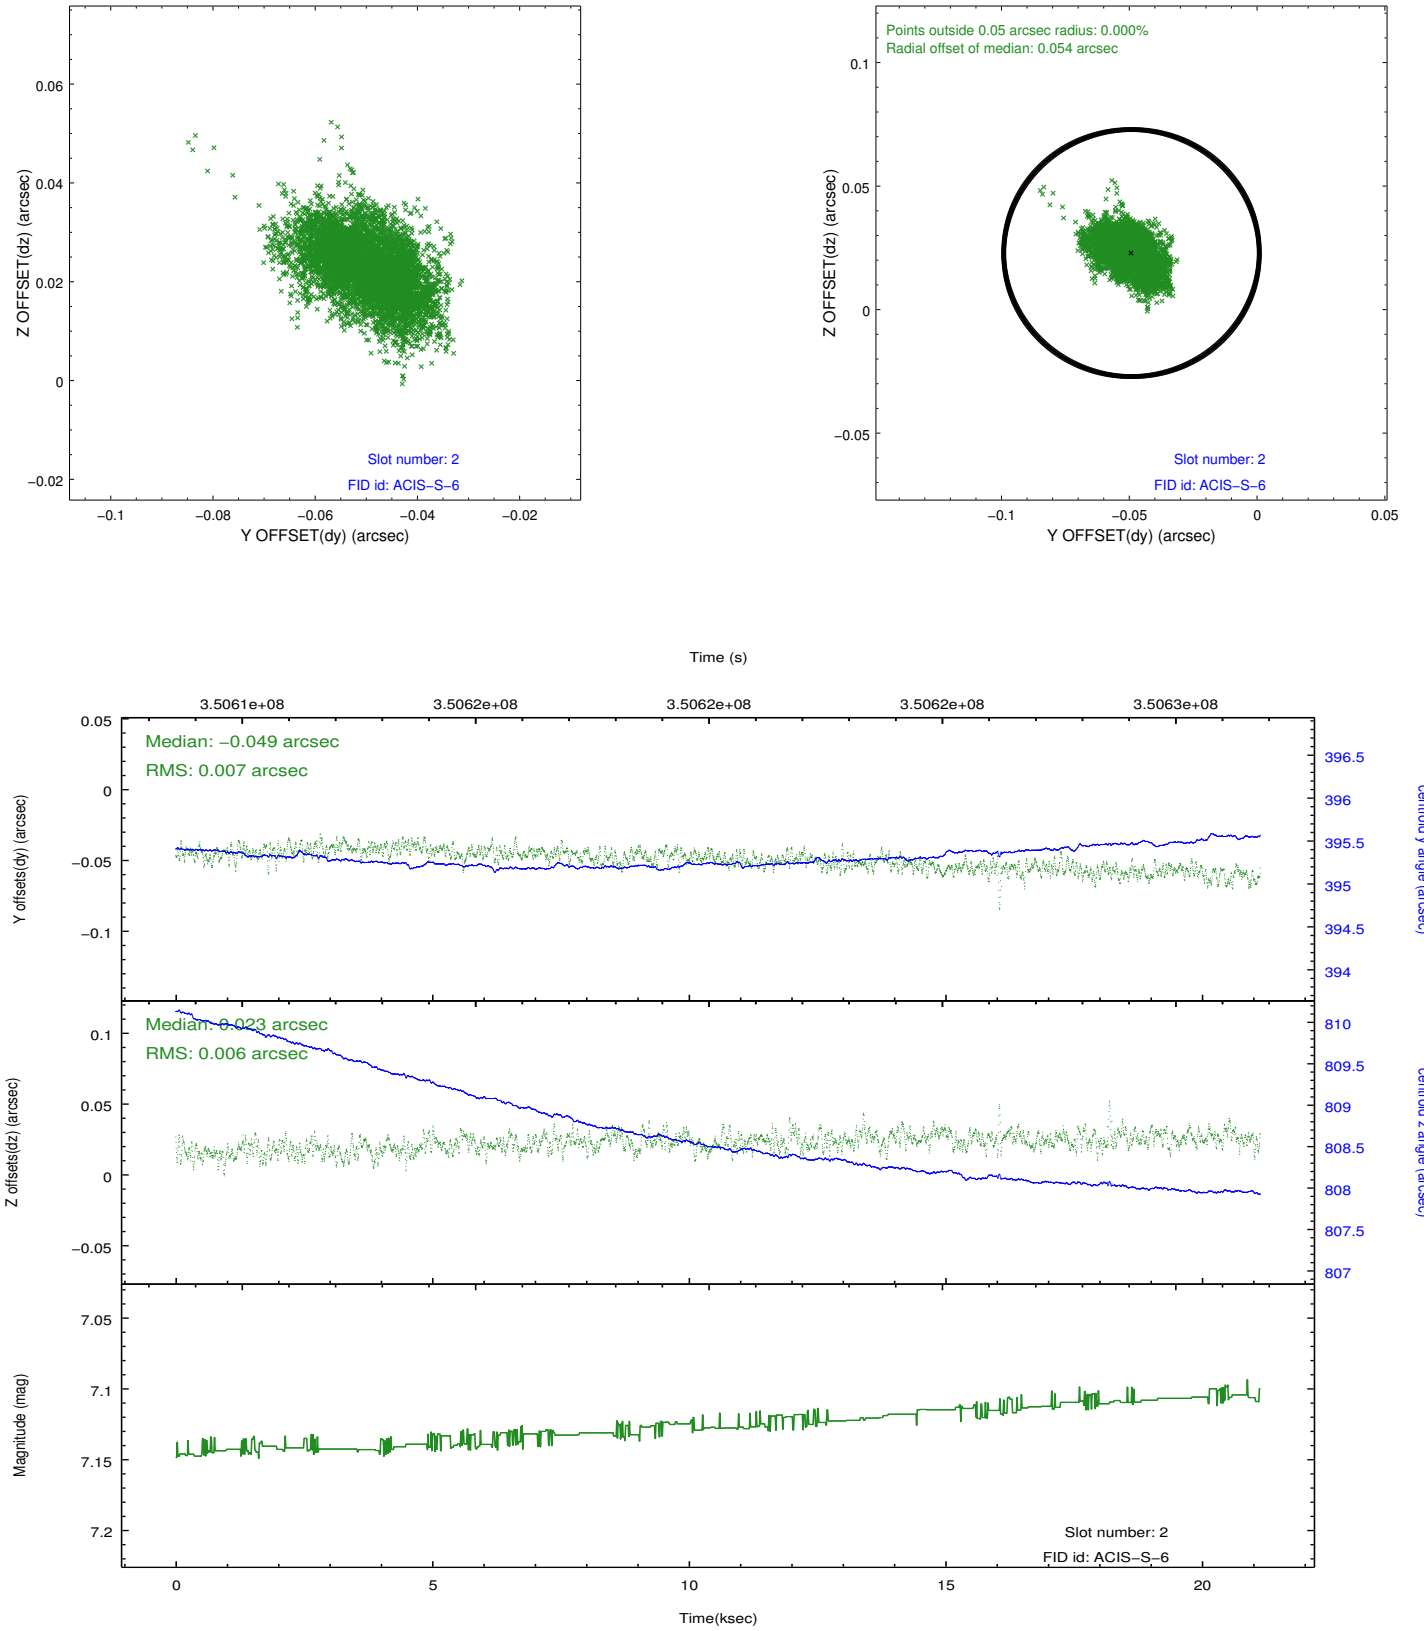 0.06
0.04
0.02
0
−0.02
Z OFFSET(dz) (arcsec)
Slot number: 2
FID id: ACIS−S−6
−0.1
−0.08
−0.06
−0.04
−0.02
Y OFFSET(dy) (arcsec)
Points outside 0.05 arcsec radius: 0.000%
Radial offset of median: 0.054 arcsec
0.1
0.05
0
−0.05
Z OFFSET(dz) (arcsec)
Slot number: 2
FID id: ACIS−S−6
−0.1
−0.05
0
0.05
Y OFFSET(dy) (arcsec)
Time (s)
3.5061e+08
3.5062e+08
3.5062e+08
3.5062e+08
3.5063e+08
Median: −0.049 arcsec
RMS: 0.007 arcsec
0.05
0
−0.05
−0.1
Y offsets(dy) (arcsec)
396.5
396
395.5
395
394.5
394
centroid y angle (arcsec)
Median: 0.023 arcsec
RMS: 0.006 arcsec
0.1
0.05
0
−0.05
Z offsets(dz) (arcsec)
810
809.5
809
808.5
808
807.5
807
centroid z angle (arcsec)
7.05
7.1
7.15
7.2
Magnitude (mag)
Slot number: 2
FID id: ACIS−S−6
0
5
10
15
20
Time(ksec)